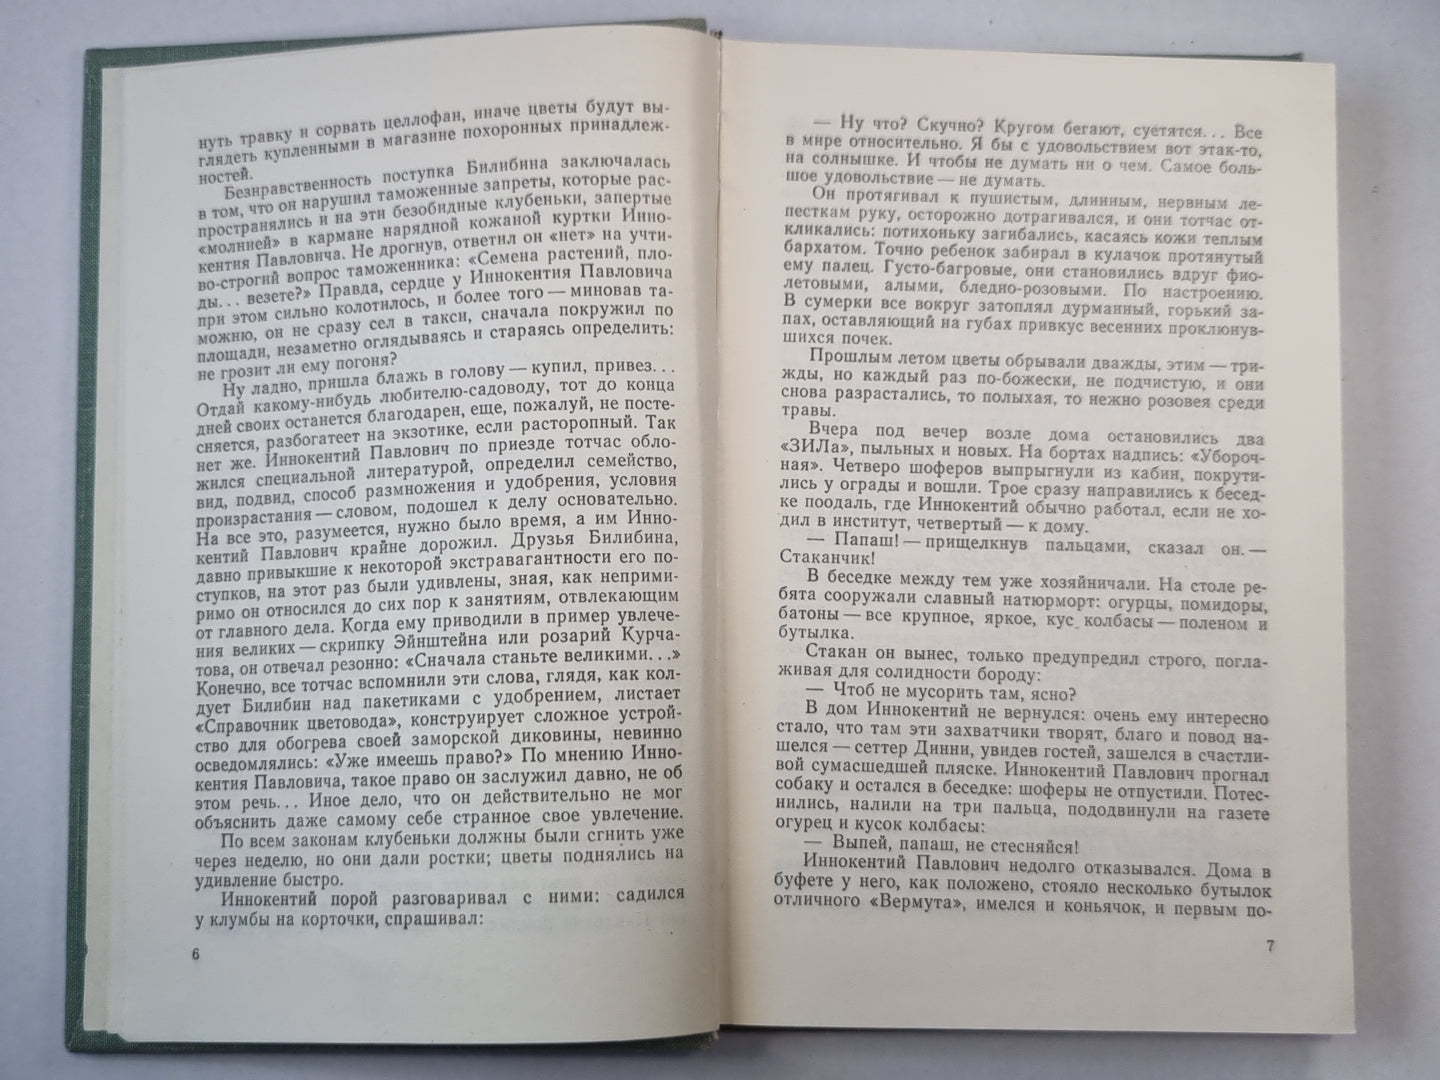 нуть травку и сорвать целлофан, иначе цветы будут вы-
глядеть купленными в магазине похоронных принадлеж-
ностей.
Безнравственность поступка Билибина заключалась
в том, что он нарушил таможенные запреты, которые рас-
пространялись и на эти безобидные клубеньки, запертые
«молнией» в кармане нарядной кожаной куртки Инно-
кентия Павловича. Не дрогнув, ответил он «нет» на учти-
во-строгий вопрос таможенника: «Семена растений, пло-
ды... везете?» Правда, сердце у Иннокентия Павловича
при этом сильно колотилось, и более того — миновав та-
можню, он не сразу сел в такси, сначала покружил по
площади, незаметно оглядываясь и стараясь определить:
не грозит ли ему погоня?
Ну ладно, пришла блажь в голову — купил, привез...
Отдай какому-нибудь любителю-садоводу, тот до конца
дней своих останется благодарен, еще, пожалуй, не посте-
сняется, разбогатеет на экзотике, если расторопный. Так
нет же. Иннокентий Павлович по приезде тотчас обло-
жился специальной литературой, определил семейство,
вид, подвид, способ размножения и удобрения, условия
произрастания — словом, подошел к делу основательно.
На все это, разумеется, нужно было время, а им Инно-
кентий Павлович крайне дорожил. Друзья Билибина,
давно привыкшие к некоторой экстравагантности его по-
ступков, на этот раз были удивлены, зная, как неприми-
римо он относился до сих пор к занятиям, отвлекающим
от главного дела. Когда ему приводили в пример увлече-
ния великих — скрипку Эйнштейна или розарий Курча-
това, он отвечал резонно: «Сначала станьте великими...»
Конечно, все тотчас вспомнили эти слова, глядя, как кол-
дует Билибин над пакетиками с удобрением, листает
«Справочник цветовода», конструирует сложное устрой-
ство для обогрева своей заморской диковины, невинно
осведомлялись: «Уже имеешь право?» По мнению Инно-
кентия Павловича, такое право он заслужил давно, не об
этом речь... Иное дело, что он действительно не мог
объяснить даже самому себе странное свое увлечение.
По всем законам клубеньки должны были сгнить уже
через неделю, но они дали ростки; цветы поднялись на
удивление быстро.
Иннокентий порой разговаривал с ними: садился
у клумбы на корточки, спрашивал:
6
— Ну что? Скучно? Кругом бегают, суетятся... Все
в мире относительно. Я бы с удовольствием вот этак-то,
на солнышке. И чтобы не думать ни о чем. Самое боль-
шое удовольствие — не думать.
Он протягивал к пушистым, длинным, нервным ле-
песткам руку, осторожно дотрагивался, и они тотчас от-
кликались: потихоньку загибались, касаясь кожи теплым
бархатом. Точно ребенок забирал в кулачок протянутый
ему палец. Густо-багровые, они становились вдруг фио-
летовыми, алыми, бледно-розовыми. По настроению.
В сумерки все вокруг затоплял дурманный, горький за-
пах, оставляющий на губах привкус весенних проклюнув-
шихся почек.
Прошлым летом цветы обрывали дважды, этим — три-
жды, но каждый раз по-божески, не подчистую, и они
снова разрастались, то полыхая, то нежно розовея среди
травы.
Вчера под вечер возле дома остановились два
«ЗИЛа», пыльных и новых. На бортах надпись: «Убороч-
ная». Четверо шоферов выпрыгнули из кабин, покрути-
лись у ограды и вошли. Трое сразу направились к бесед-
ке поодаль, где Иннокентий обычно работал, если не хо-
дил в институт, четвертый — к дому.
— Папаш! — прищелкнув пальцами, сказал он. —
Стаканчик!
В беседке между тем уже хозяйничали. На столе ре-
бята сооружали славный натюрморт: огурцы, помидоры,
батоны — все крупное, яркое, кус колбасы — поленом и
бутылка.
Стакан он вынес, только предупредил строго, погла-
живая для солидности бороду:
— Чтоб не мусорить там, ясно?
В дом Иннокентий не вернулся: очень ему интересно
стало, что там эти захватчики творят, благо и повод на-
шелся — сеттер Динни, увидев гостей, зашелся в счастли-
вой сумасшедшей пляске. Иннокентий Павлович прогнал
собаку и остался в беседке: шоферы не отпустили. Потес-
нились, налили на три пальца, пододвинули на газете
огурец и кусок колбасы:
— Выпей, папаш, не стесняйся!
Иннокентий Павлович недолго отказывался. Дома в
буфете у него, как положено, стояло несколько бутылок
отличного «Вермута», имелся и коньячок, и первым по-
7